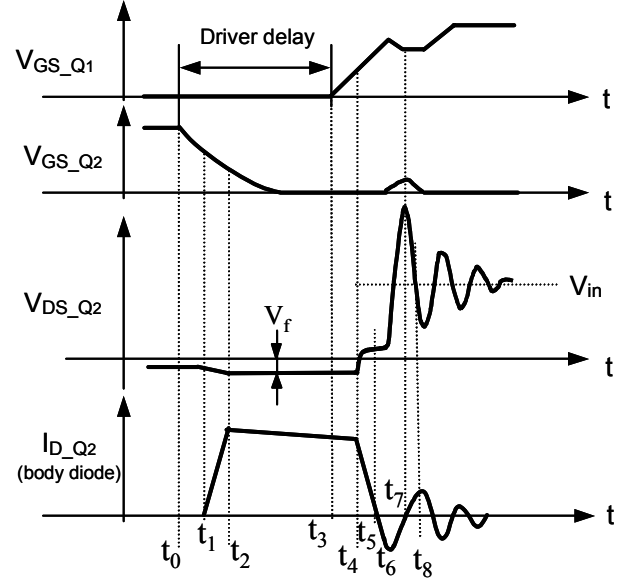 Driver delay
V_GS_Q1
t
V_GS_Q2
t
V_DS_Q2
V_f
V_in
t
I_D_Q2
(body diode)
t
t_0
t_1
t_2
t_3
t_4
t_5
t_6
t_7
t_8